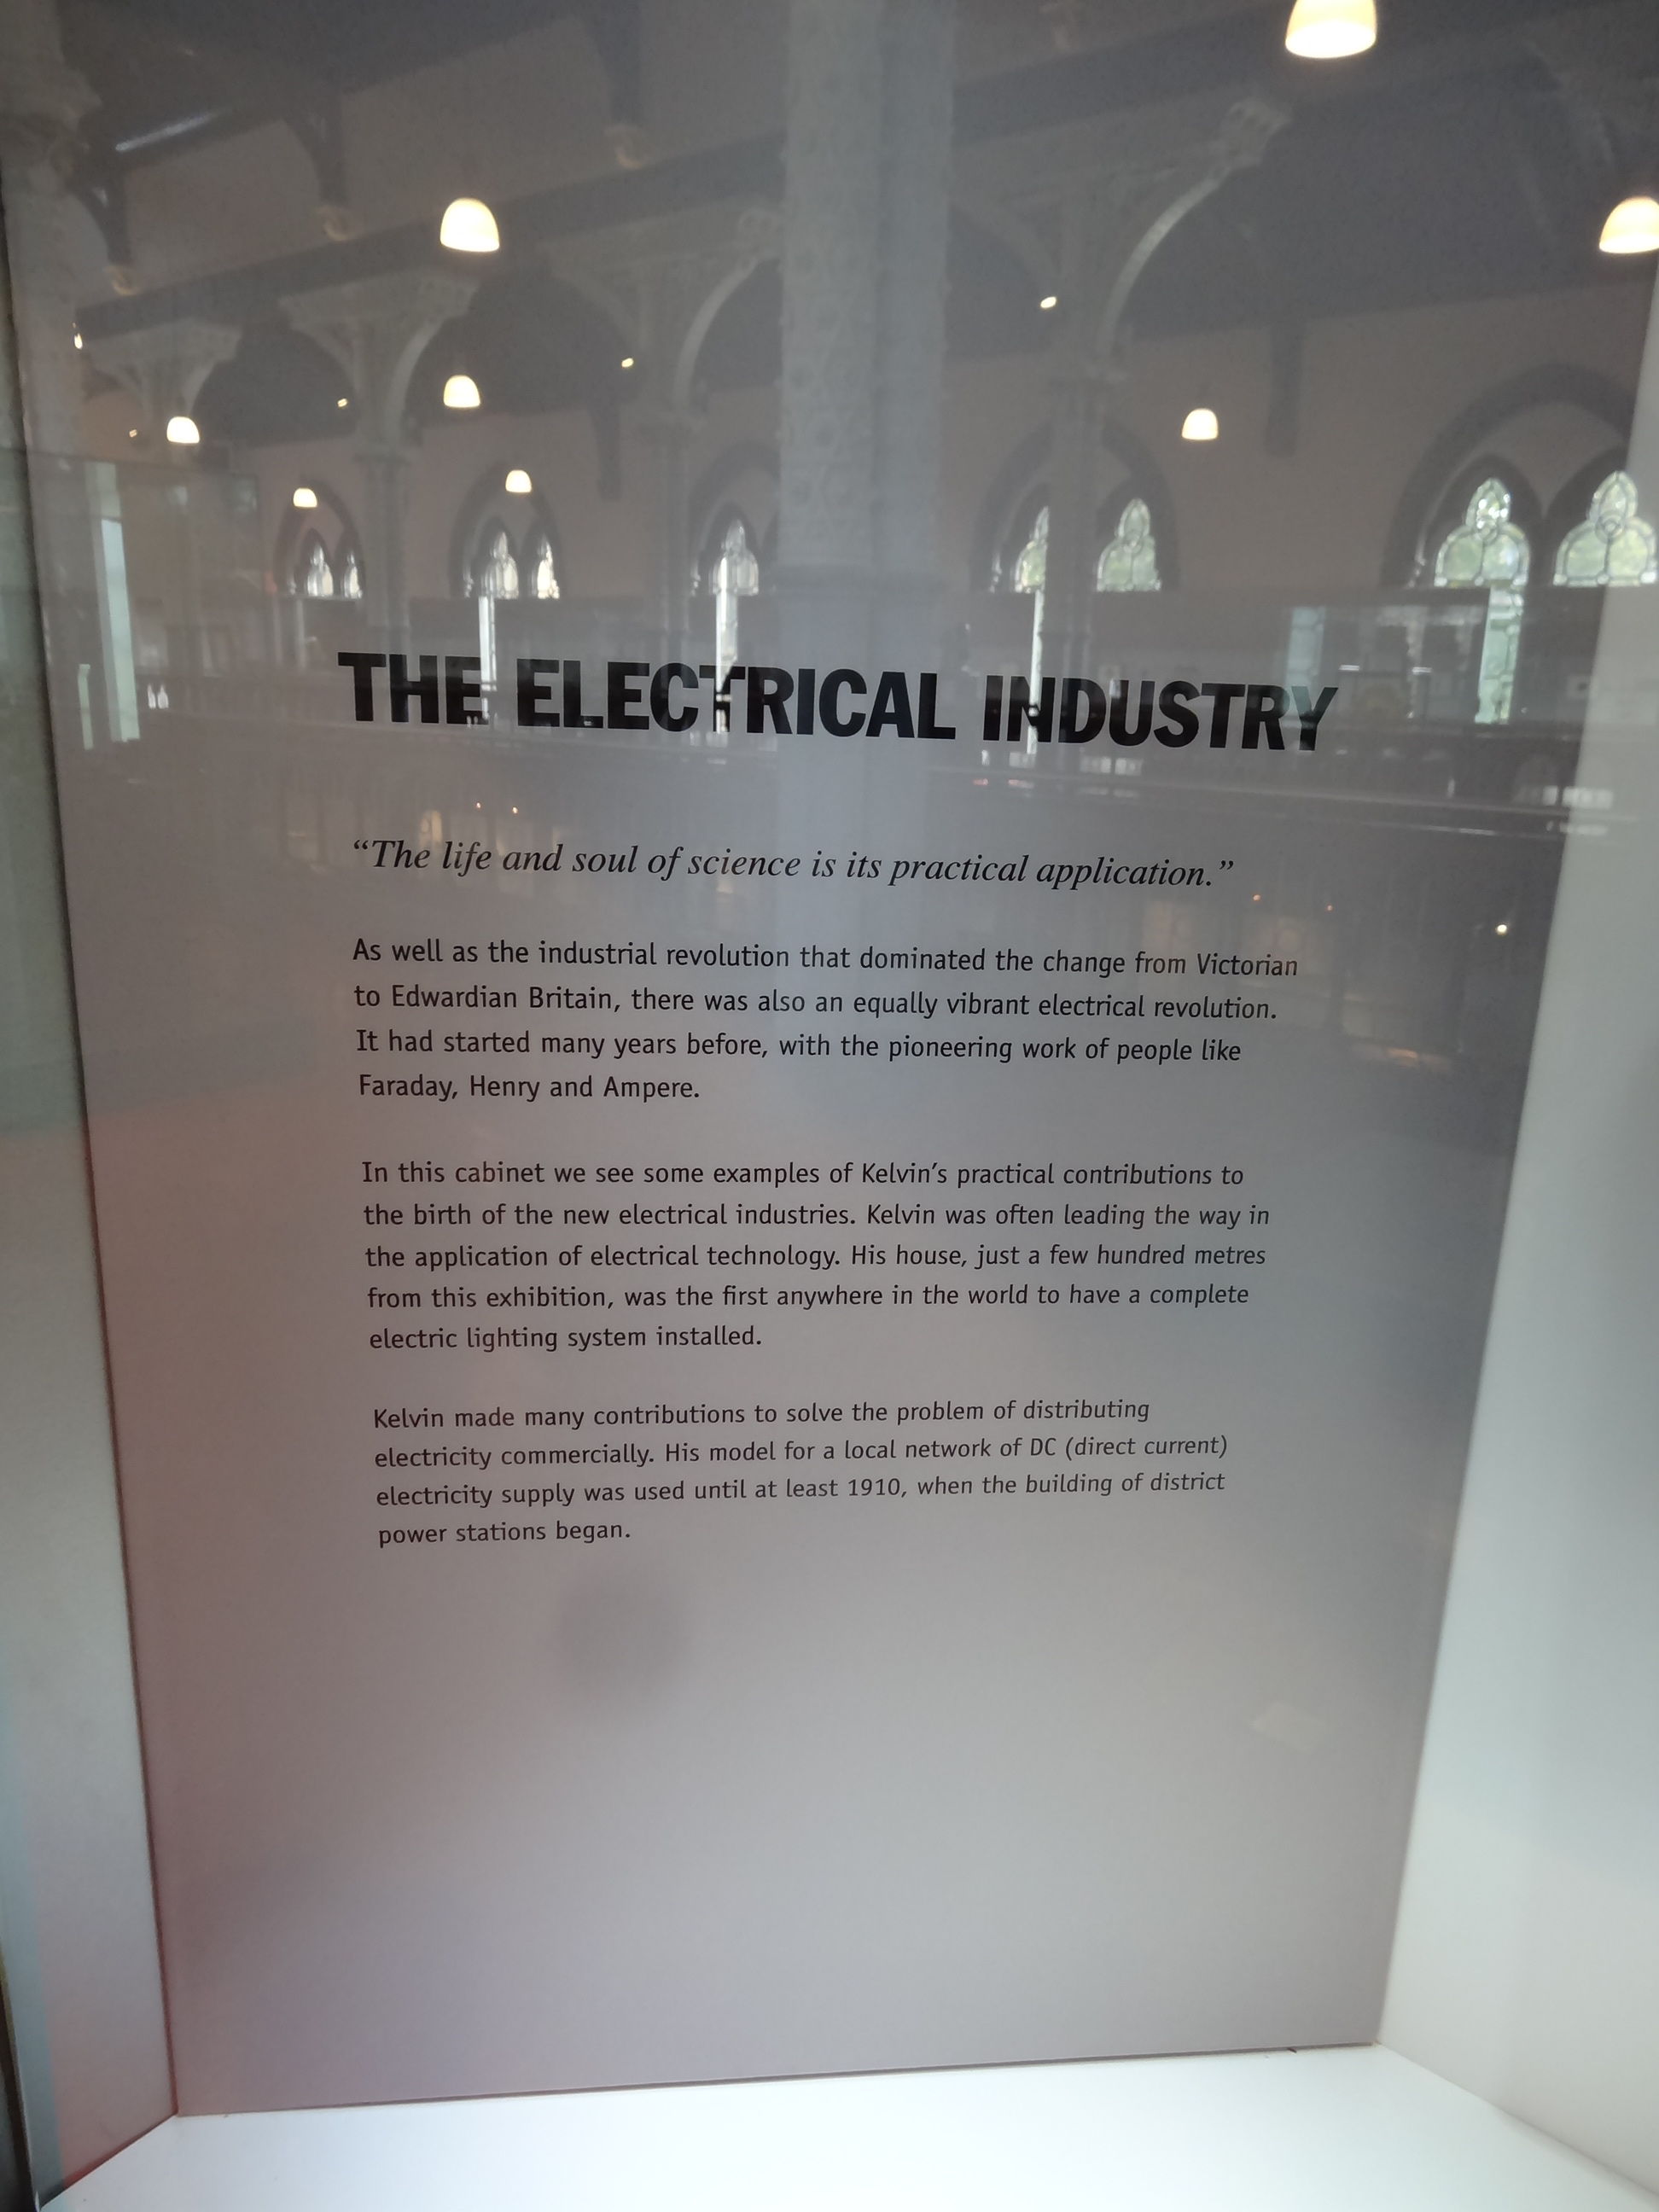 THE ELECTRICAL INDUSTRY
“The life and soul of science is its practical application.”
As well as the industrial revolution that dominated the change from Victorian
to Edwardian Britain, there was also an equally vibrant electrical revolution.
It had started many years before, with the pioneering work of people like
Faraday, Henry and Ampere.
In this cabinet we see some examples of Kelvin’s practical contributions to
the birth of the new electrical industries. Kelvin was often leading the way in
the application of electrical technology. His house, just a few hundred metres
from this exhibition, was the first anywhere in the world to have a complete
electric lighting system installed.
Kelvin made many contributions to solve the problem of distributing
electricity commercially. His model for a local network of DC (direct current)
electricity supply was used until at least 1910, when the building of district
power stations began.